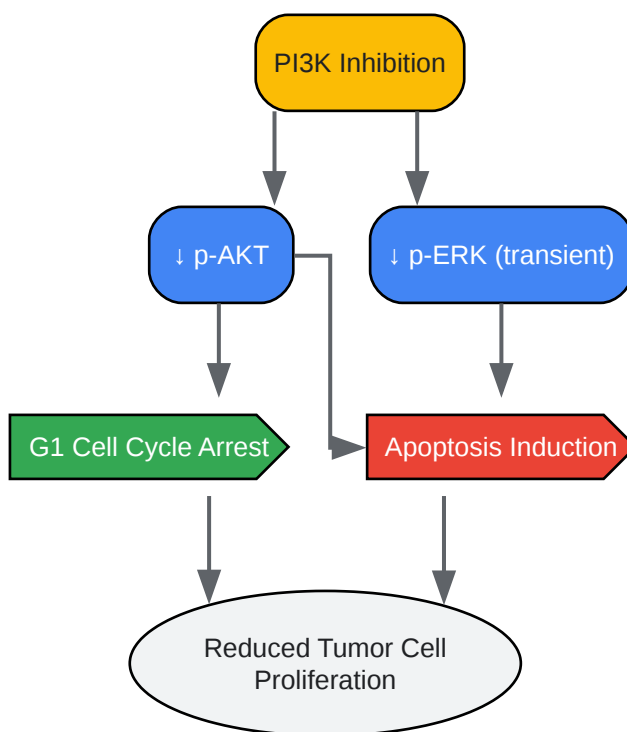 PI3K Inhibition
↓ p-AKT
↓ p-ERK (transient)
G1 Cell Cycle Arrest
Apoptosis Induction
Reduced Tumor Cell
Proliferation